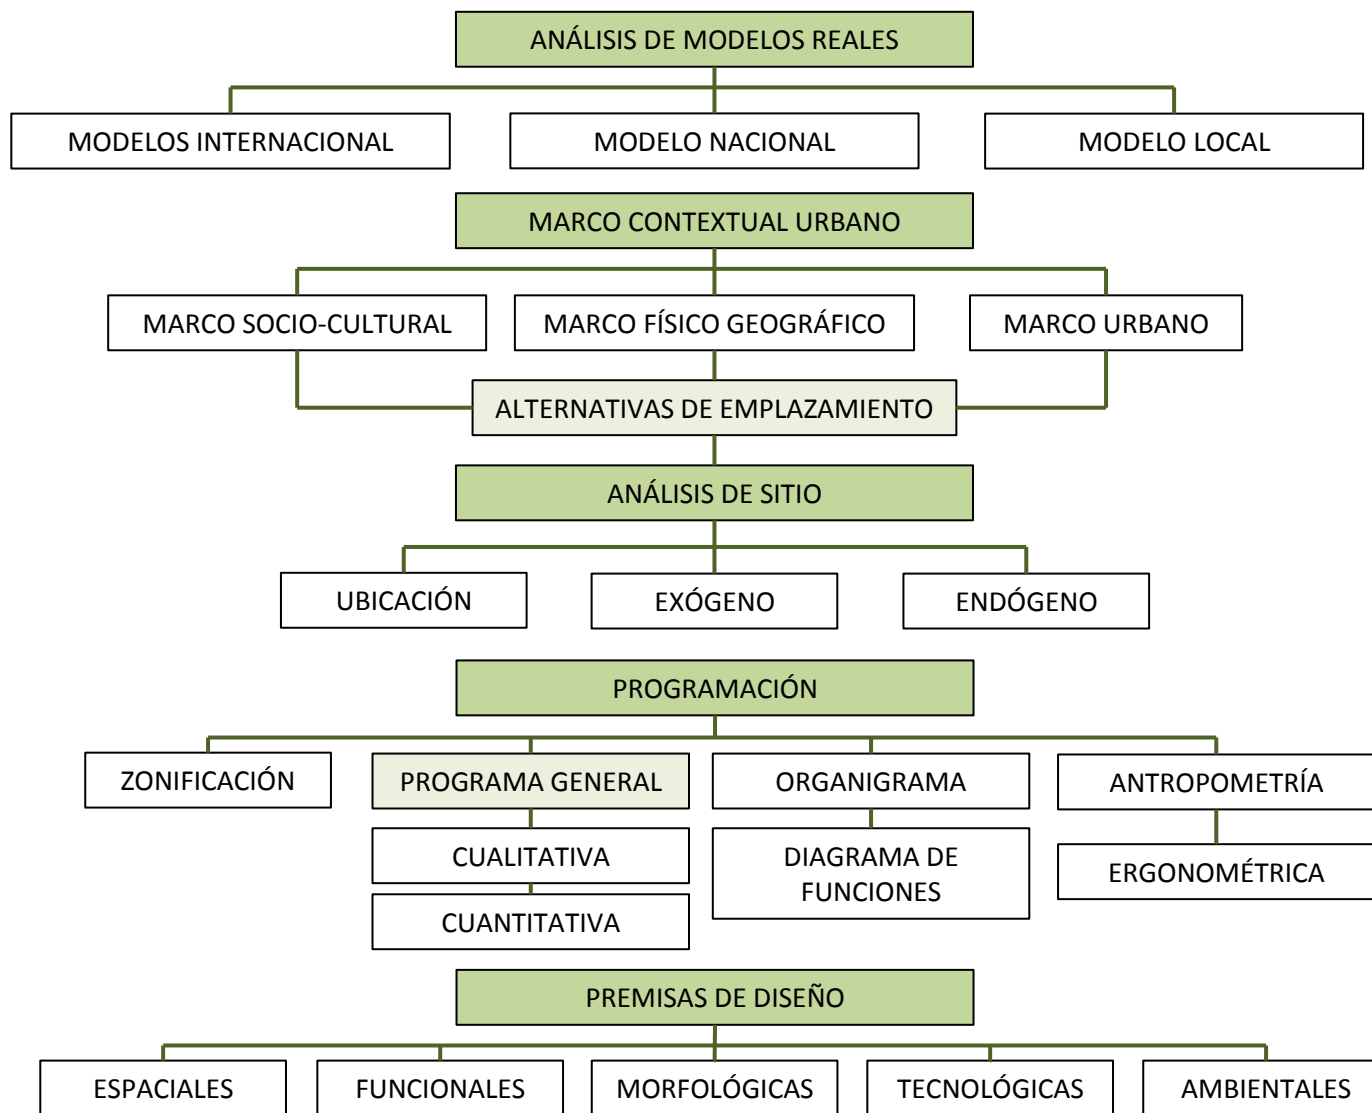 ANÁLISIS DE MODELOS REALES
MODELOS INTERNACIONAL
MODELO NACIONAL
MODELO LOCAL
MARCO CONTEXTUAL URBANO
MARCO SOCIO-CULTURAL
MARCO FÍSICO GEOGRÁFICO
MARCO URBANO
ALTERNATIVAS DE EMPLAZAMIENTO
ANÁLISIS DE SITIO
UBICACIÓN
EXÓGENO
ENDÓGENO
PROGRAMACIÓN
ZONIFICACIÓN
PROGRAMA GENERAL
ORGANIGRAMA
ANTROPOMETRÍA
CUALITATIVA
DIAGRAMA DE
FUNCIONES
ERGONOMÉTRICA
CUANTITATIVA
PREMISAS DE DISEÑO
ESPACIALES
FUNCIONALES
MORFOLÓGICAS
TECNOLÓGICAS
AMBIENTALES